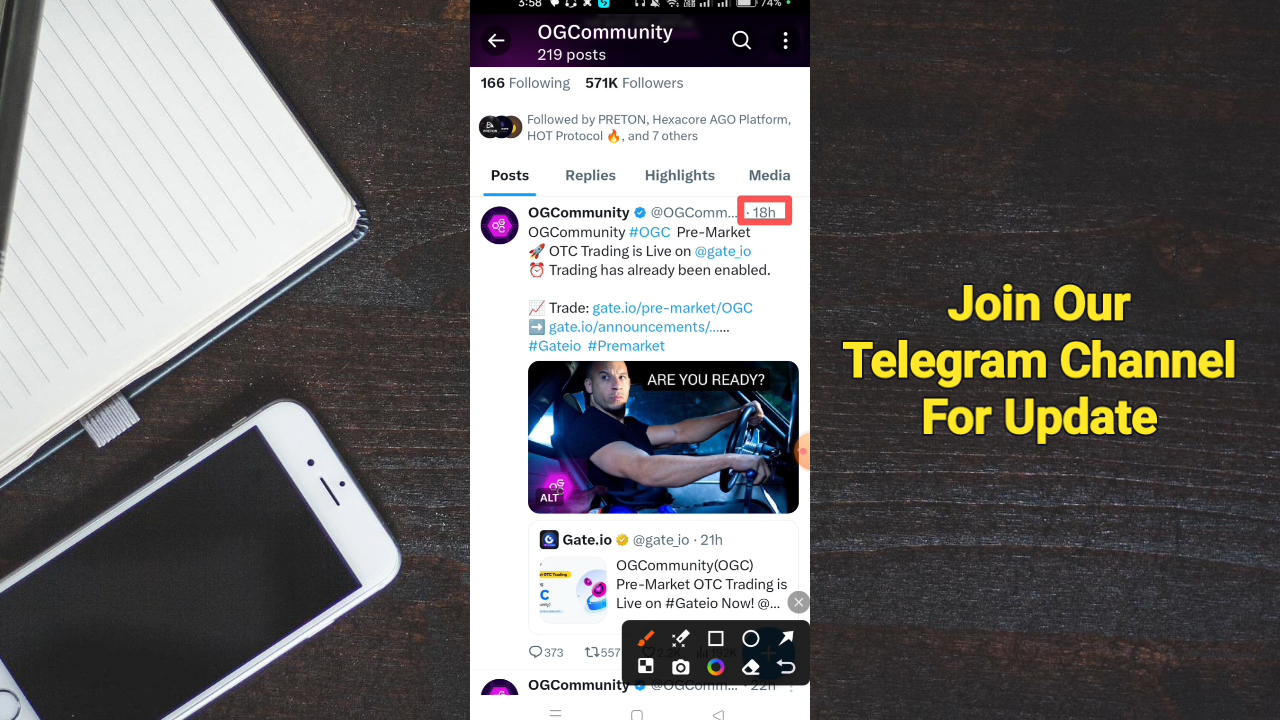 3:58
74%
OGCommunity
219 posts
166 Following 571K Followers
Followed by PRETON, Hexacore AGO Platform,
HOT Protocol 🔥, and 7 others
Posts Replies Highlights Media
OGCommunity @OGComm... · 18h
OGCommunity #OGC Pre-Market
🚀 OTC Trading is Live on @gate_io
⏰ Trading has already been enabled.
📈 Trade: gate.io/pre-market/OGC
➡️ gate.io/announcements/......
#Gateio #Premarket
ARE YOU READY?
ALT
Gate.io @gate_io · 21h
OGCommunity(OGC)
Pre-Market OTC Trading is
Live on #Gateio Now! @...
373 557
OGCommunity @OGComm... · 22h
Join Our
Telegram Channel
For Update